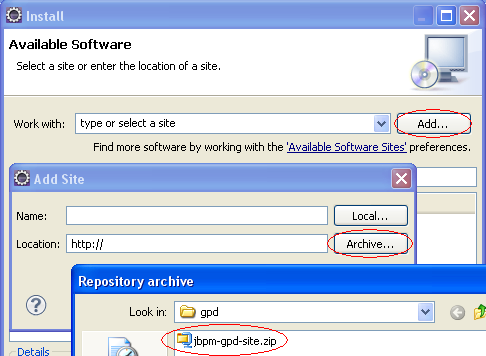 Install
Available Software
Select a site or enter the location of a site.
Work with: type or select a site Add...
Find more software by working with the 'Available Software Sites' preferences.
Add Site
Name: Local...
Location: http:// Archive...
Repository archive
Look in: gpd
jbpm-gpd-site.zip
Details